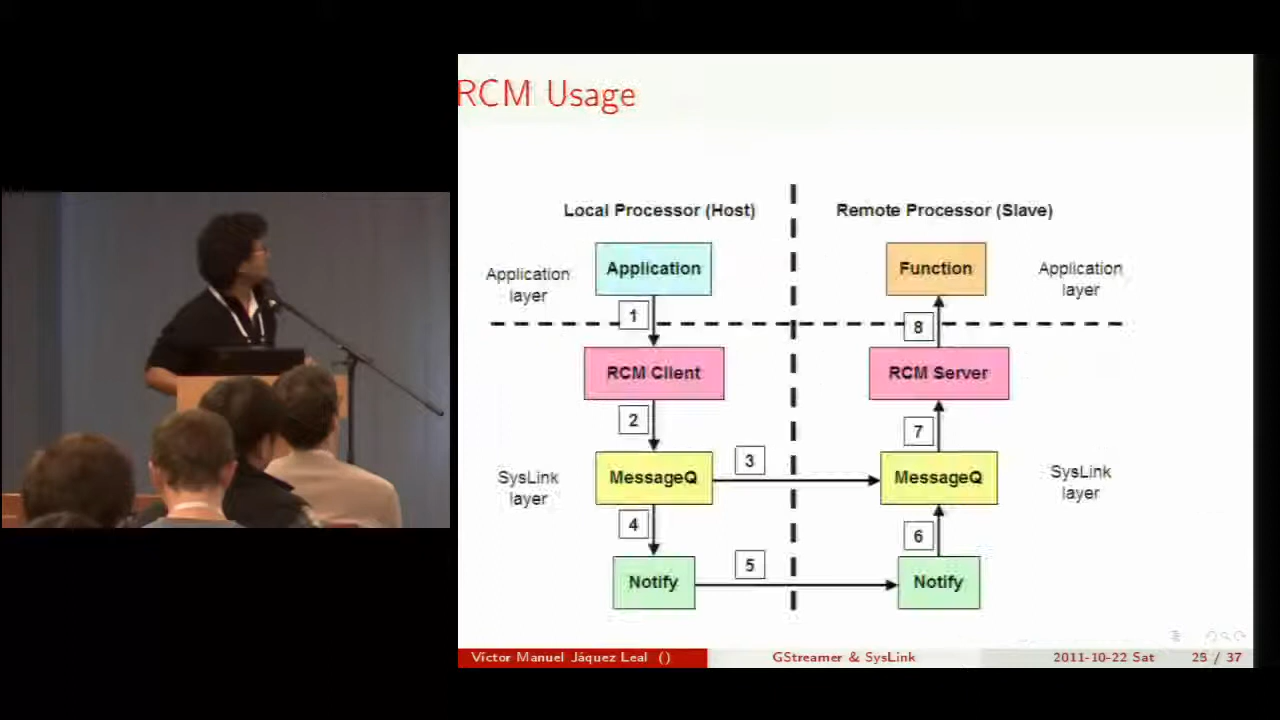 RCM Usage
Local Processor (Host)
Remote Processor (Slave)
Application
layer
Application
Function
Application
layer
1
8
RCM Client
RCM Server
2
7
SysLink
layer
MessageQ
3
MessageQ
SysLink
layer
4
6
Notify
5
Notify
Víctor Manuel Jáquez Leal ()
GStreamer & SysLink
2011-10-22 Sat
25 / 37